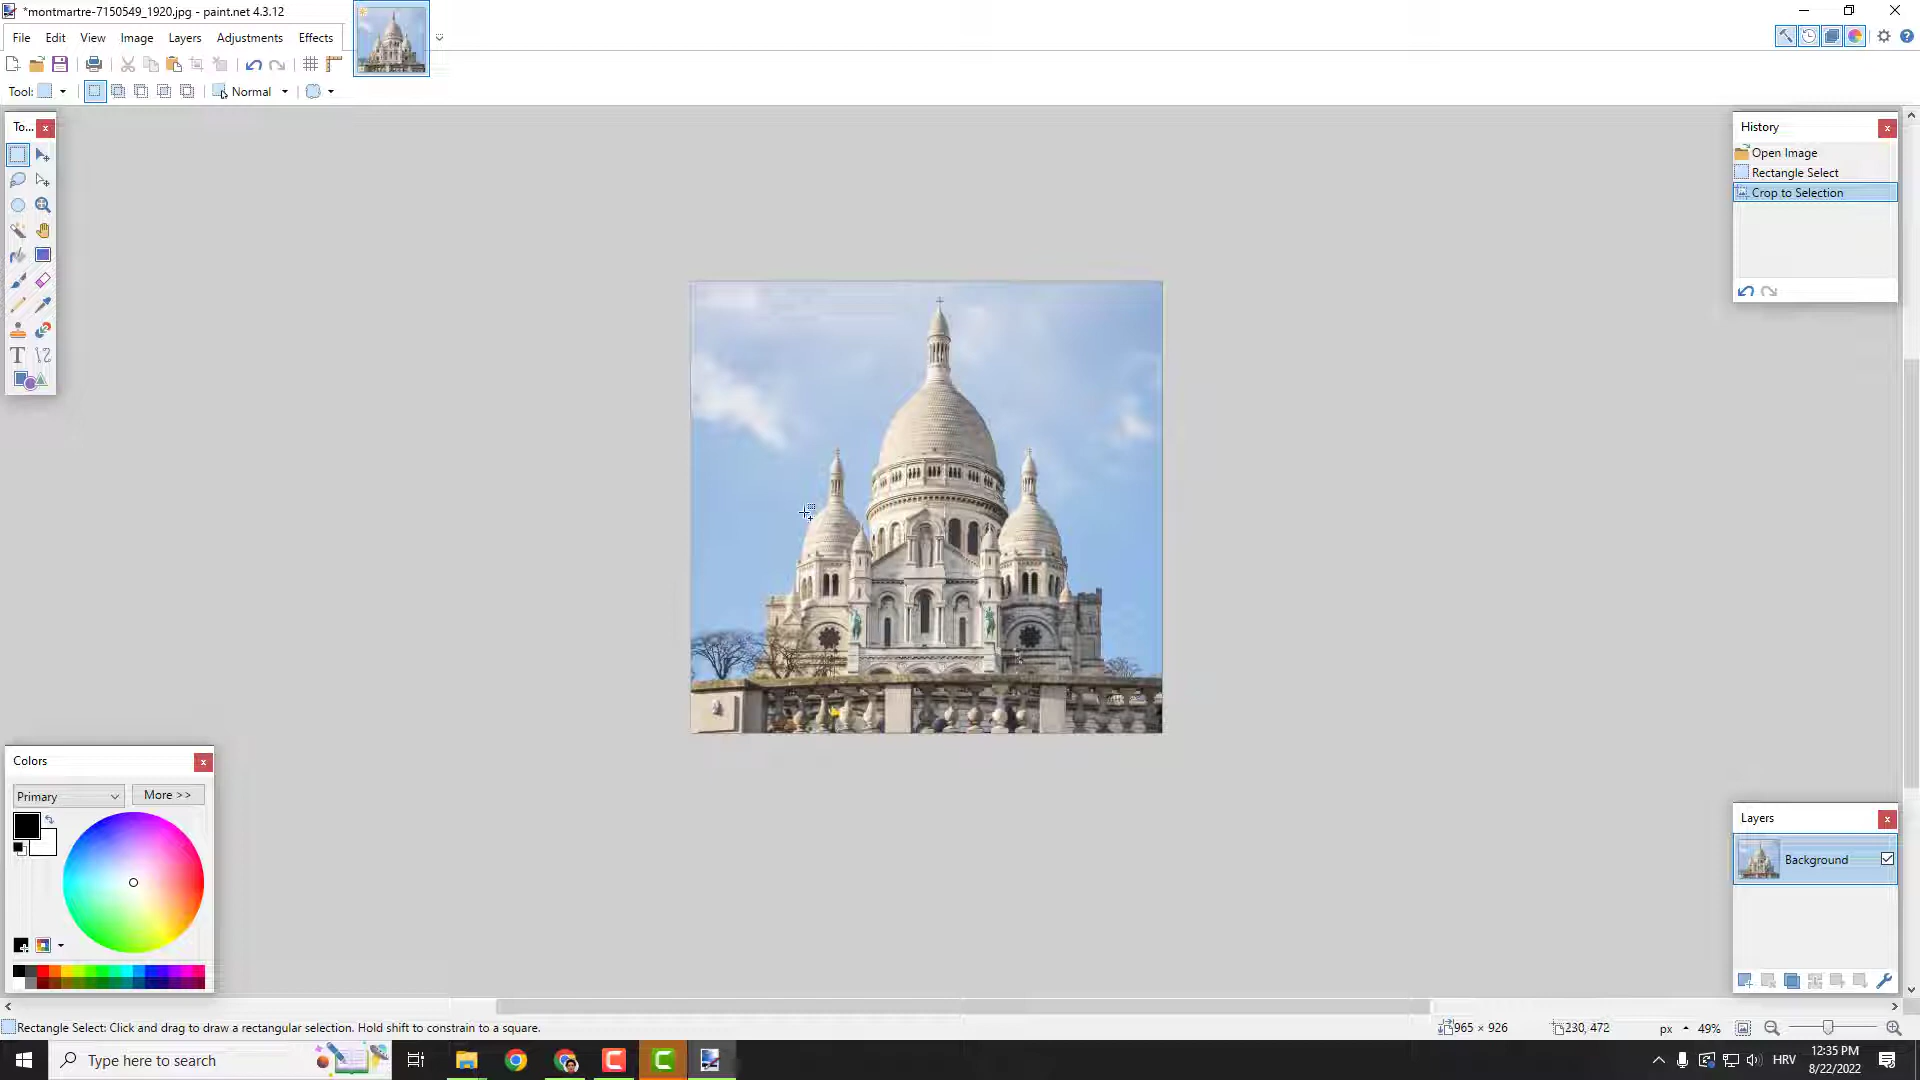 *montmartre-7150549_1920.jpg - paint.net 4.3.12
File Edit View Image Layers Adjustments Effects
Tool: Normal
To...
History
Open Image
Rectangle Select
Crop to Selection
Colors
Primary
More >>
Layers
Background
Rectangle Select: Click and drag to draw a rectangular selection. Hold shift to constrain to a square.
965 × 926
230, 472
px
49%
Type here to search
HRV
12:35 PM
8/22/2022